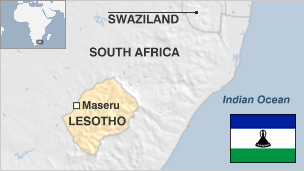 SWAZILAND
SOUTH AFRICA
Indian Ocean
Maseru
LESOTHO